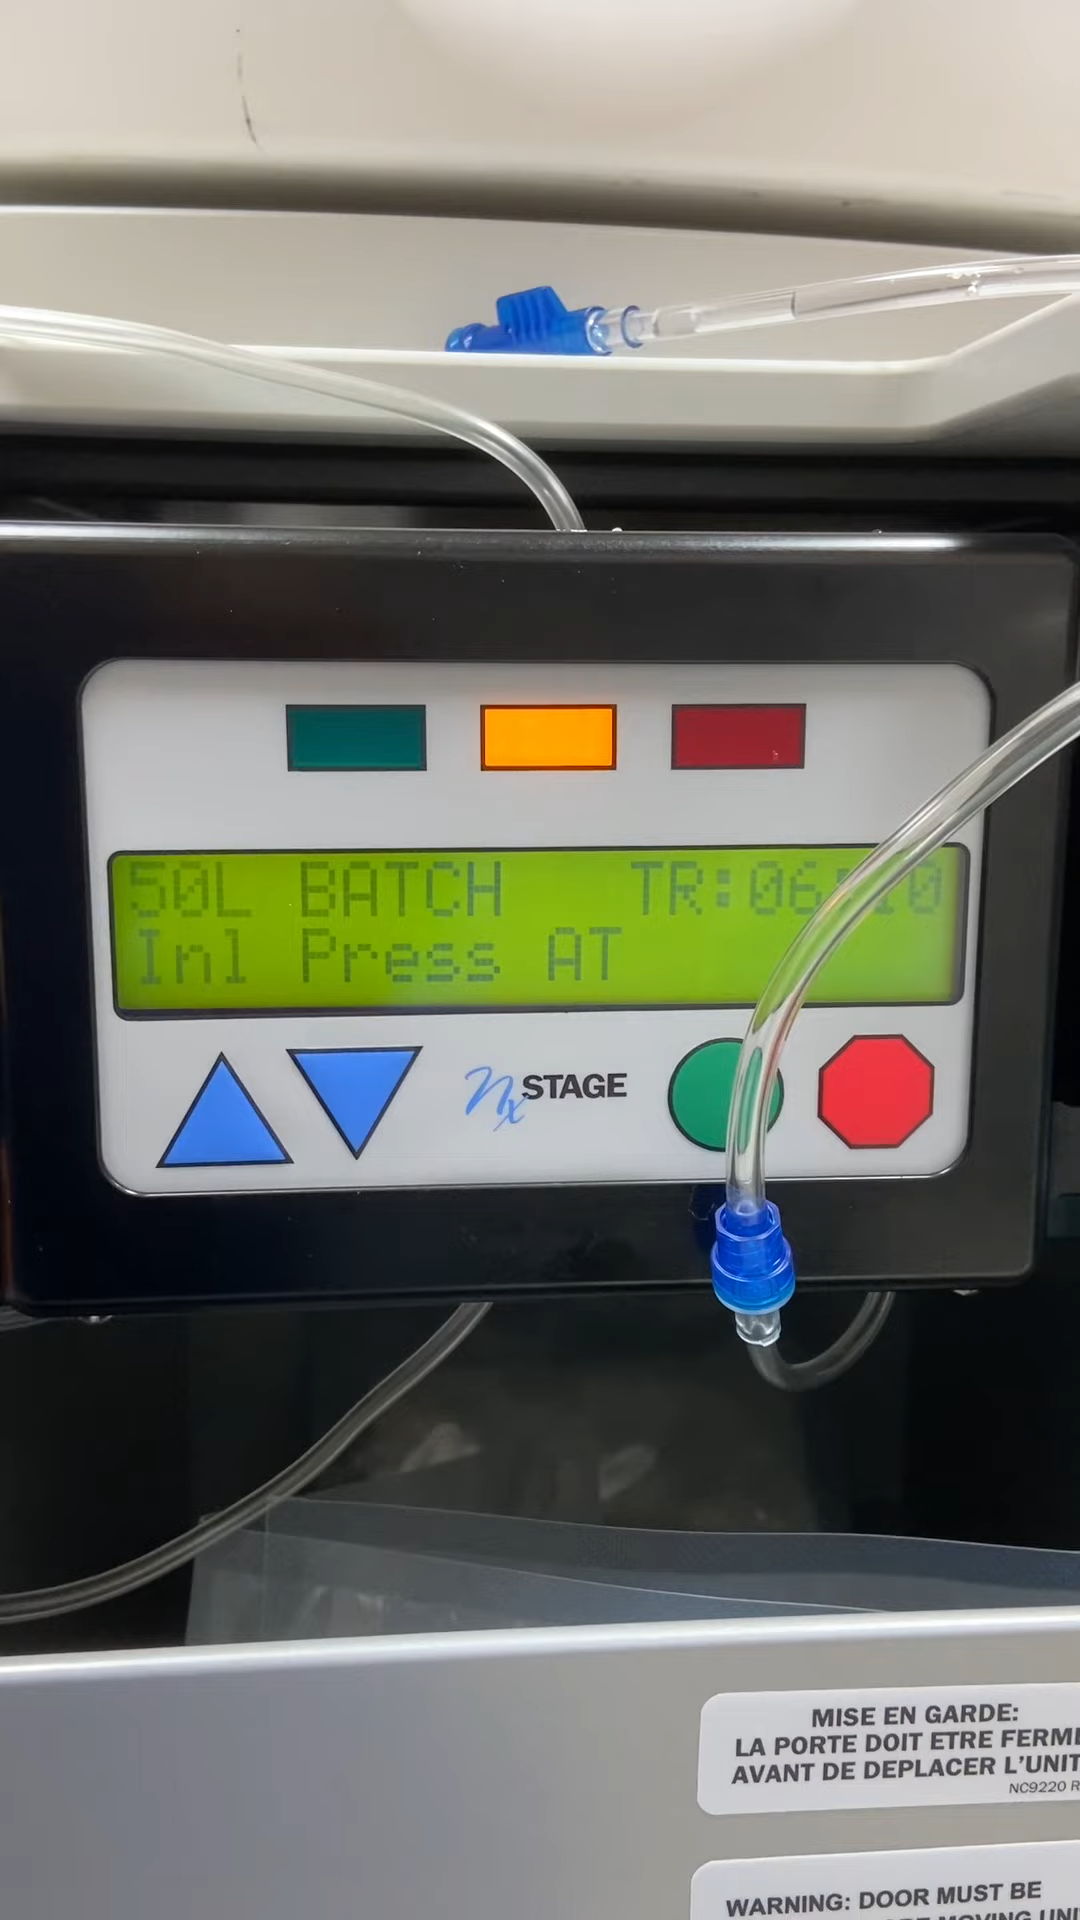 50L BATCH TR:06:10
Inl Press AT
NxSTAGE
MISE EN GARDE:
LA PORTE DOIT ETRE FERM
AVANT DE DEPLACER L'UNIT
NC9220 R
WARNING: DOOR MUST BE
MOVING UNI